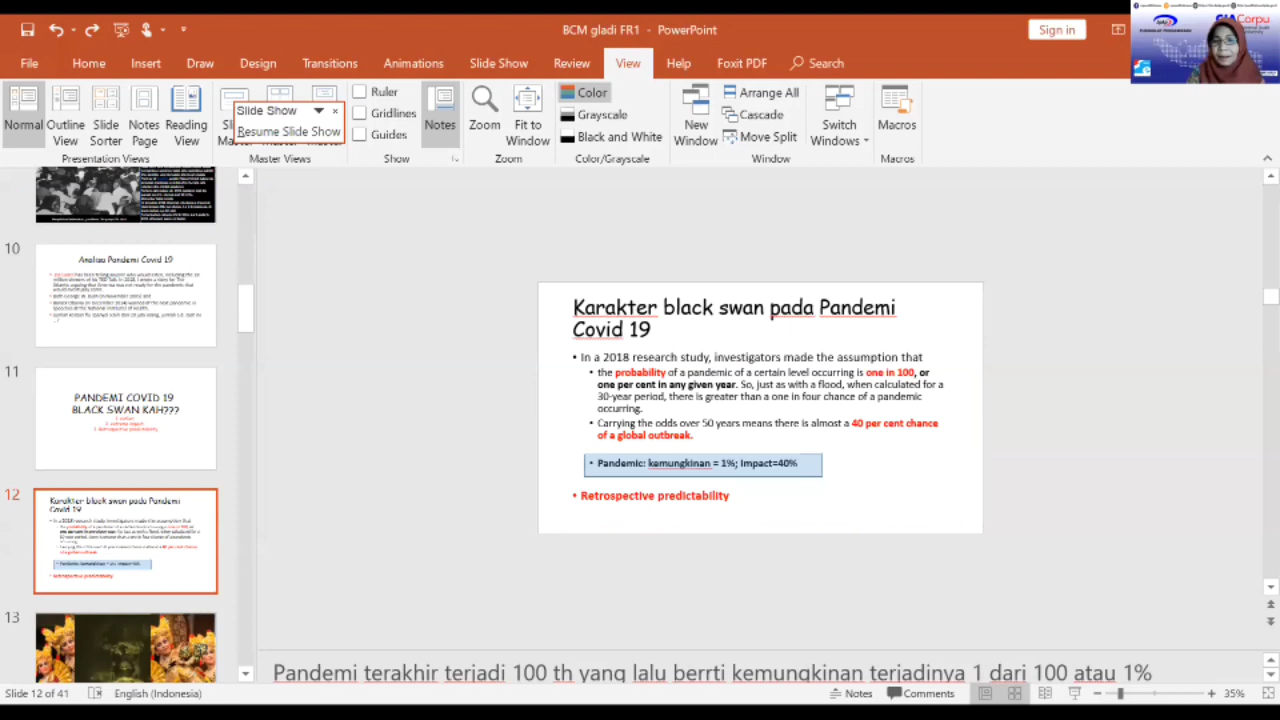 BCM gladi FR1 - PowerPoint
Sign in
File Home Insert Draw Design Transitions Animations Slide Show Review View Help Foxit PDF Search
Normal
Outline View
Slide Sorter
Notes Page
Reading View
Presentation Views
Slide Show
Resume Slide Show
Master Views
Ruler
Gridlines
Guides
Show
Notes
Zoom
Fit to Window
Zoom
Color
Grayscale
Black and White
Color/Grayscale
New Window
Arrange All
Cascade
Move Split
Window
Switch Windows
Macros
Macros
CIACorpu
10
Analisa Pandemi Covid 19
11
PANDEMI COVID 19
BLACK SWAN KAH???
12
Karakter black swan pada Pandemi
Covid 19
13
Karakter black swan pada Pandemi
Covid 19
• In a 2018 research study, investigators made the assumption that
• the probability of a pandemic of a certain level occurring is one in 100, or
one per cent in any given year. So, just as with a flood, when calculated for a
30-year period, there is greater than a one in four chance of a pandemic
occurring.
• Carrying the odds over 50 years means there is almost a 40 per cent chance
of a global outbreak.
• Pandemic: kemungkinan = 1%; Impact=40%
• Retrospective predictability
Pandemi terakhir terjadi 100 th yang lalu berrti kemungkinan terjadinya 1 dari 100 atau 1%
Slide 12 of 41 English (Indonesia) Notes Comments 35%